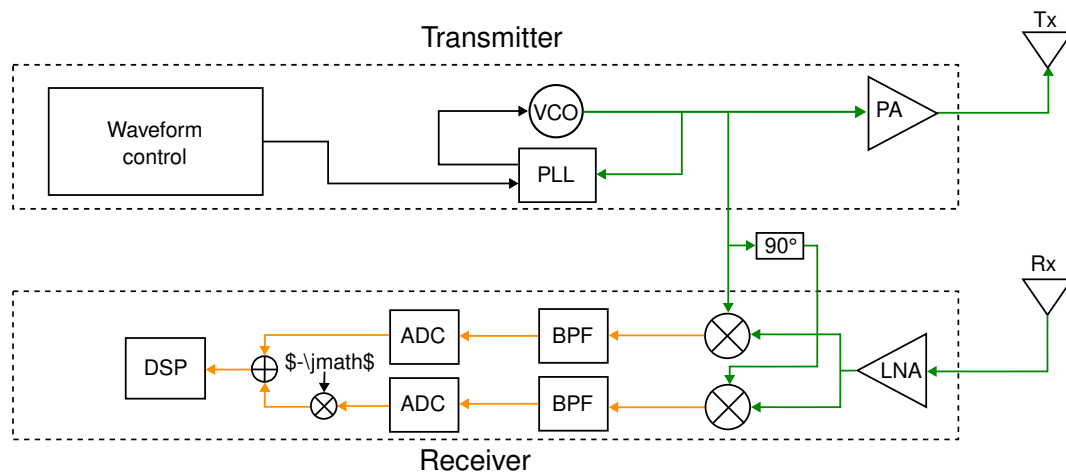 Tx
Transmitter
Waveform
control
VCO
PA
PLL
90°
Rx
ADC
BPF
DSP
$-\jmath$
LNA
ADC
BPF
Receiver